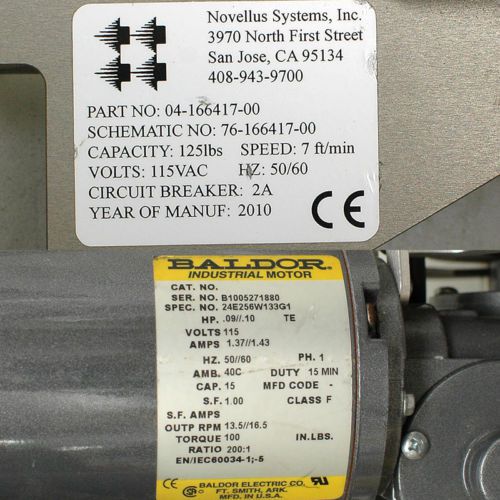 Novellus Systems, Inc.
3970 North First Street
San Jose, CA 95134
408-943-9700
PART NO: 04-166417-00
SCHEMATIC NO: 76-166417-00
CAPACITY: 125lbs SPEED: 7 ft/min
VOLTS: 115VAC HZ: 50/60
CIRCUIT BREAKER: 2A
YEAR OF MANUF: 2010
CE
BALDOR
INDUSTRIAL MOTOR
CAT. NO.
SER. NO. B1005271880
SPEC. NO. 24E256W133G1
HP. .09//.10 TE
VOLTS 115
AMPS 1.37//1.43
HZ. 50//60 PH. 1
AMB. 40C DUTY 15 MIN
CAP. 15 MFD CODE -
S.F. 1.00 CLASS F
S.F. AMPS
OUTP RPM 13.5//16.5
TORQUE 100 IN.LBS.
RATIO 200:1
EN/IEC60034-1;-5
CE BALDOR ELECTRIC CO.
FT. SMITH, ARK.
MFD. IN U.S.A.